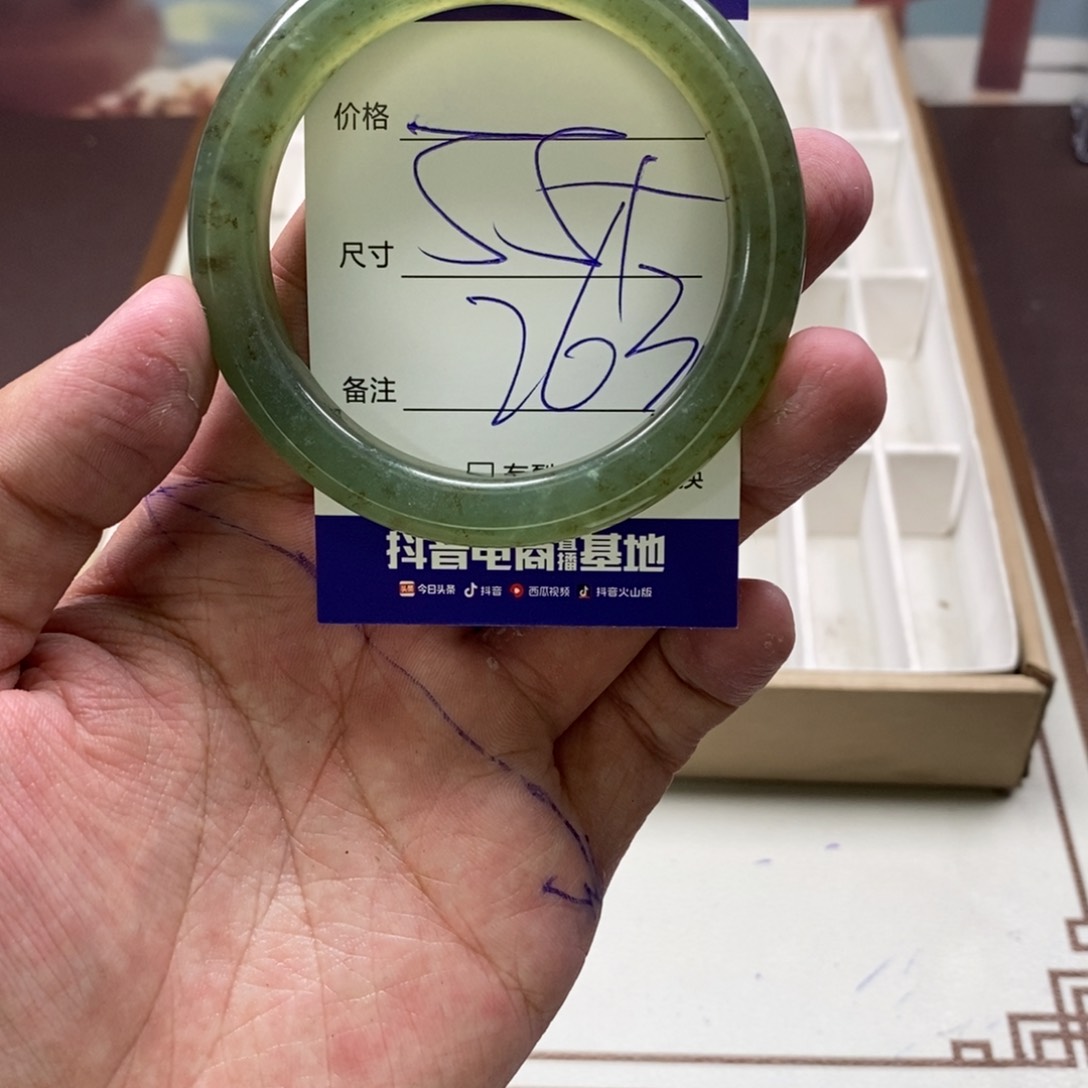 价格
尺寸
263
备注
抖音电商直播基地
今日头条 抖音 西瓜视频 抖音火山版